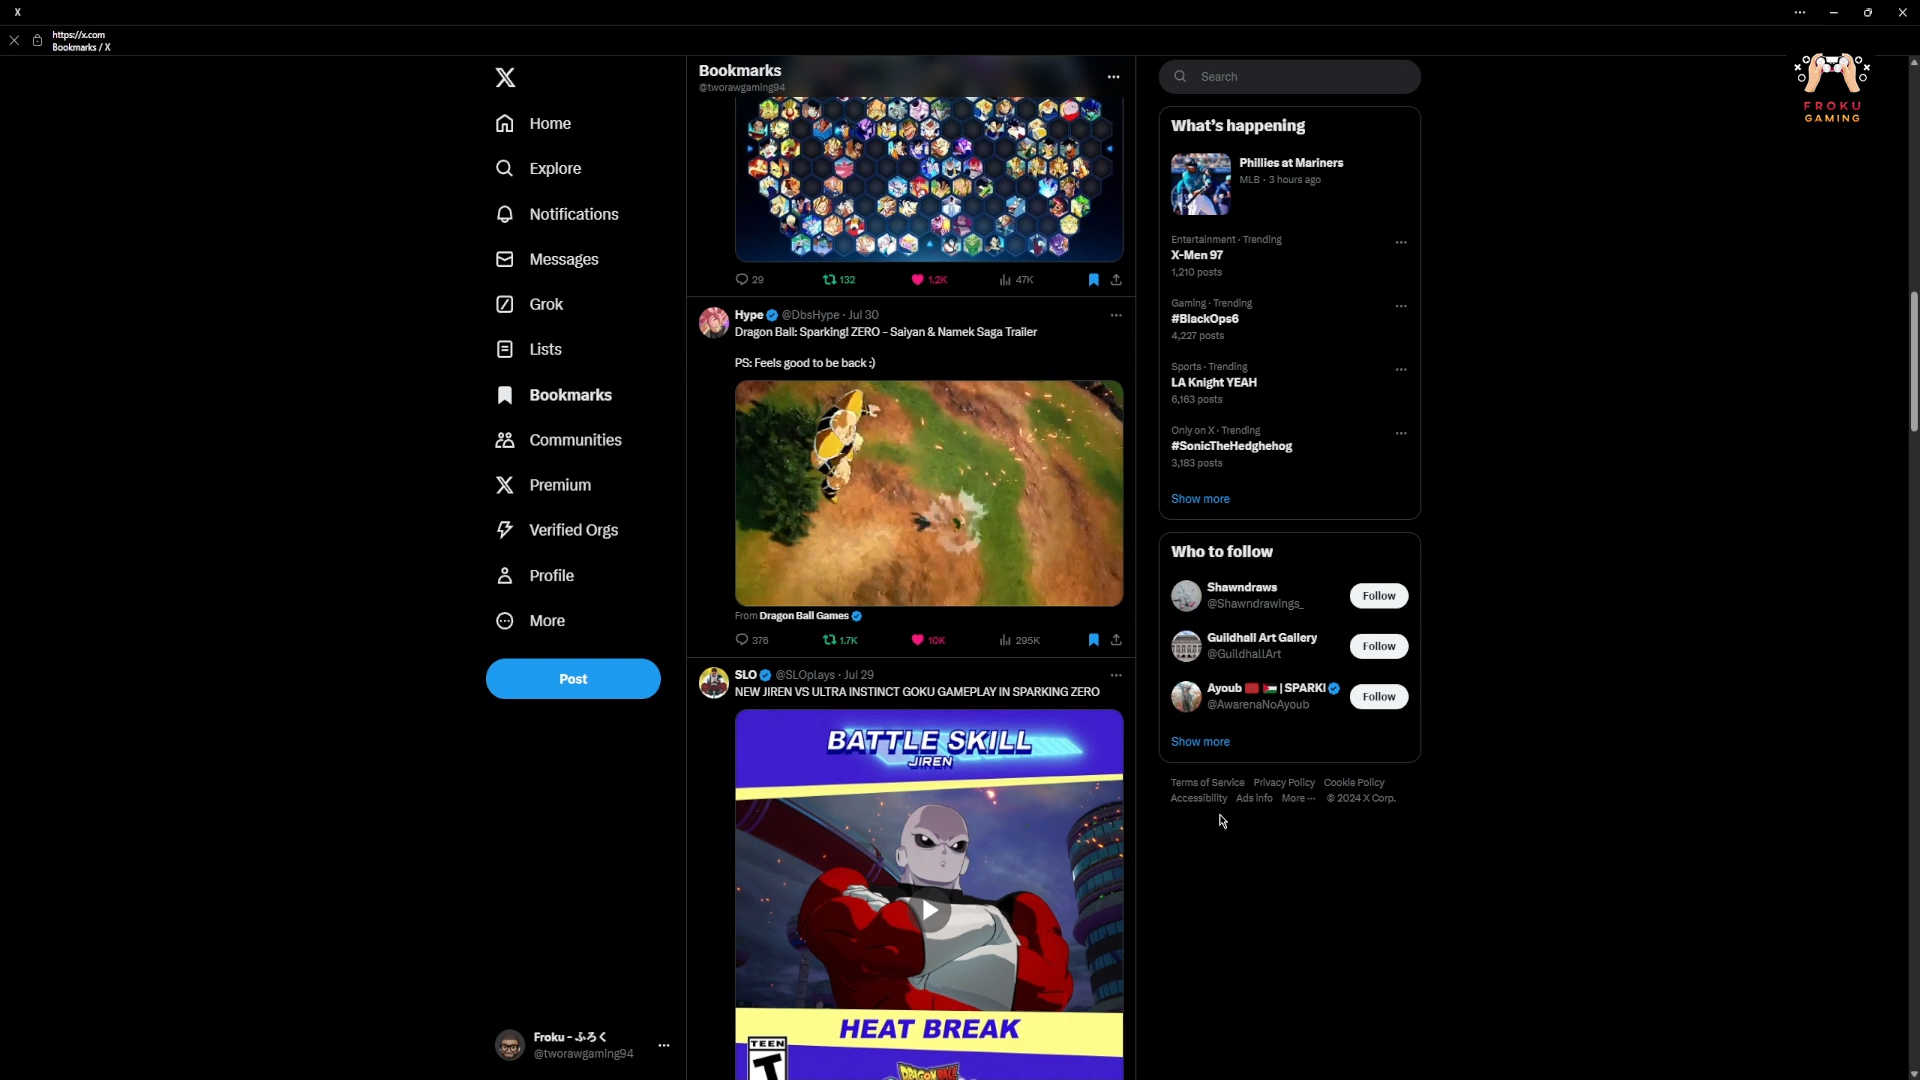 X
https://x.com
Bookmarks / X
FROKU
GAMING
Home
Explore
Notifications
Messages
Grok
Lists
Bookmarks
Communities
Premium
Verified Orgs
Profile
More
Post
Froku - ふろく
@tworawgaming94
Bookmarks
@tworawgaming94
29
132
1.2K
47K
Hype @DbsHype · Jul 30
Dragon Ball: Sparking! ZERO - Saiyan & Namek Saga Trailer
PS: Feels good to be back :)
From Dragon Ball Games
376
1.7K
10K
295K
SLO @SLOplays · Jul 29
NEW JIREN VS ULTRA INSTINCT GOKU GAMEPLAY IN SPARKING ZERO
BATTLE SKILL
JIREN
HEAT BREAK
TEEN
T
DRAGON BALL
Search
What's happening
Phillies at Mariners
MLB · 3 hours ago
Entertainment · Trending
X-Men 97
1,210 posts
Gaming · Trending
#BlackOps6
4,227 posts
Sports · Trending
LA Knight YEAH
6,163 posts
Only on X · Trending
#SonicTheHedghehog
3,183 posts
Show more
Who to follow
Shawndraws
@Shawndrawings_
Follow
Guildhall Art Gallery
@GuildhallArt
Follow
Ayoub 🟥 🇵🇸 | SPARKI
@AwarenaNoAyoub
Follow
Show more
Terms of Service Privacy Policy Cookie Policy
Accessibility Ads info More ··· © 2024 X Corp.